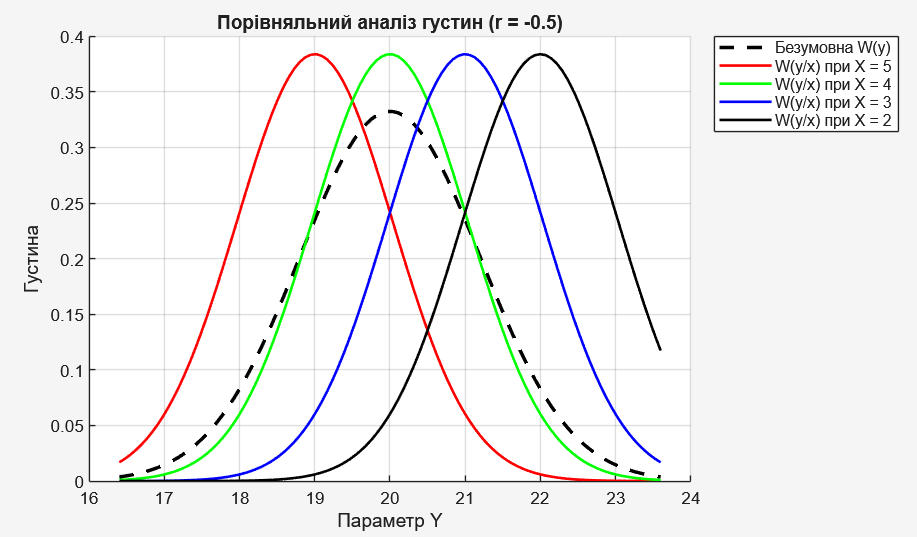 Порівняльний аналіз густин (r = -0.5)
Безумовна W(y)
W(y/x) при X = 5
W(y/x) при X = 4
W(y/x) при X = 3
W(y/x) при X = 2
Густина
0.4
0.35
0.3
0.25
0.2
0.15
0.1
0.05
0
16 17 18 19 20 21 22 23 24
Параметр Y